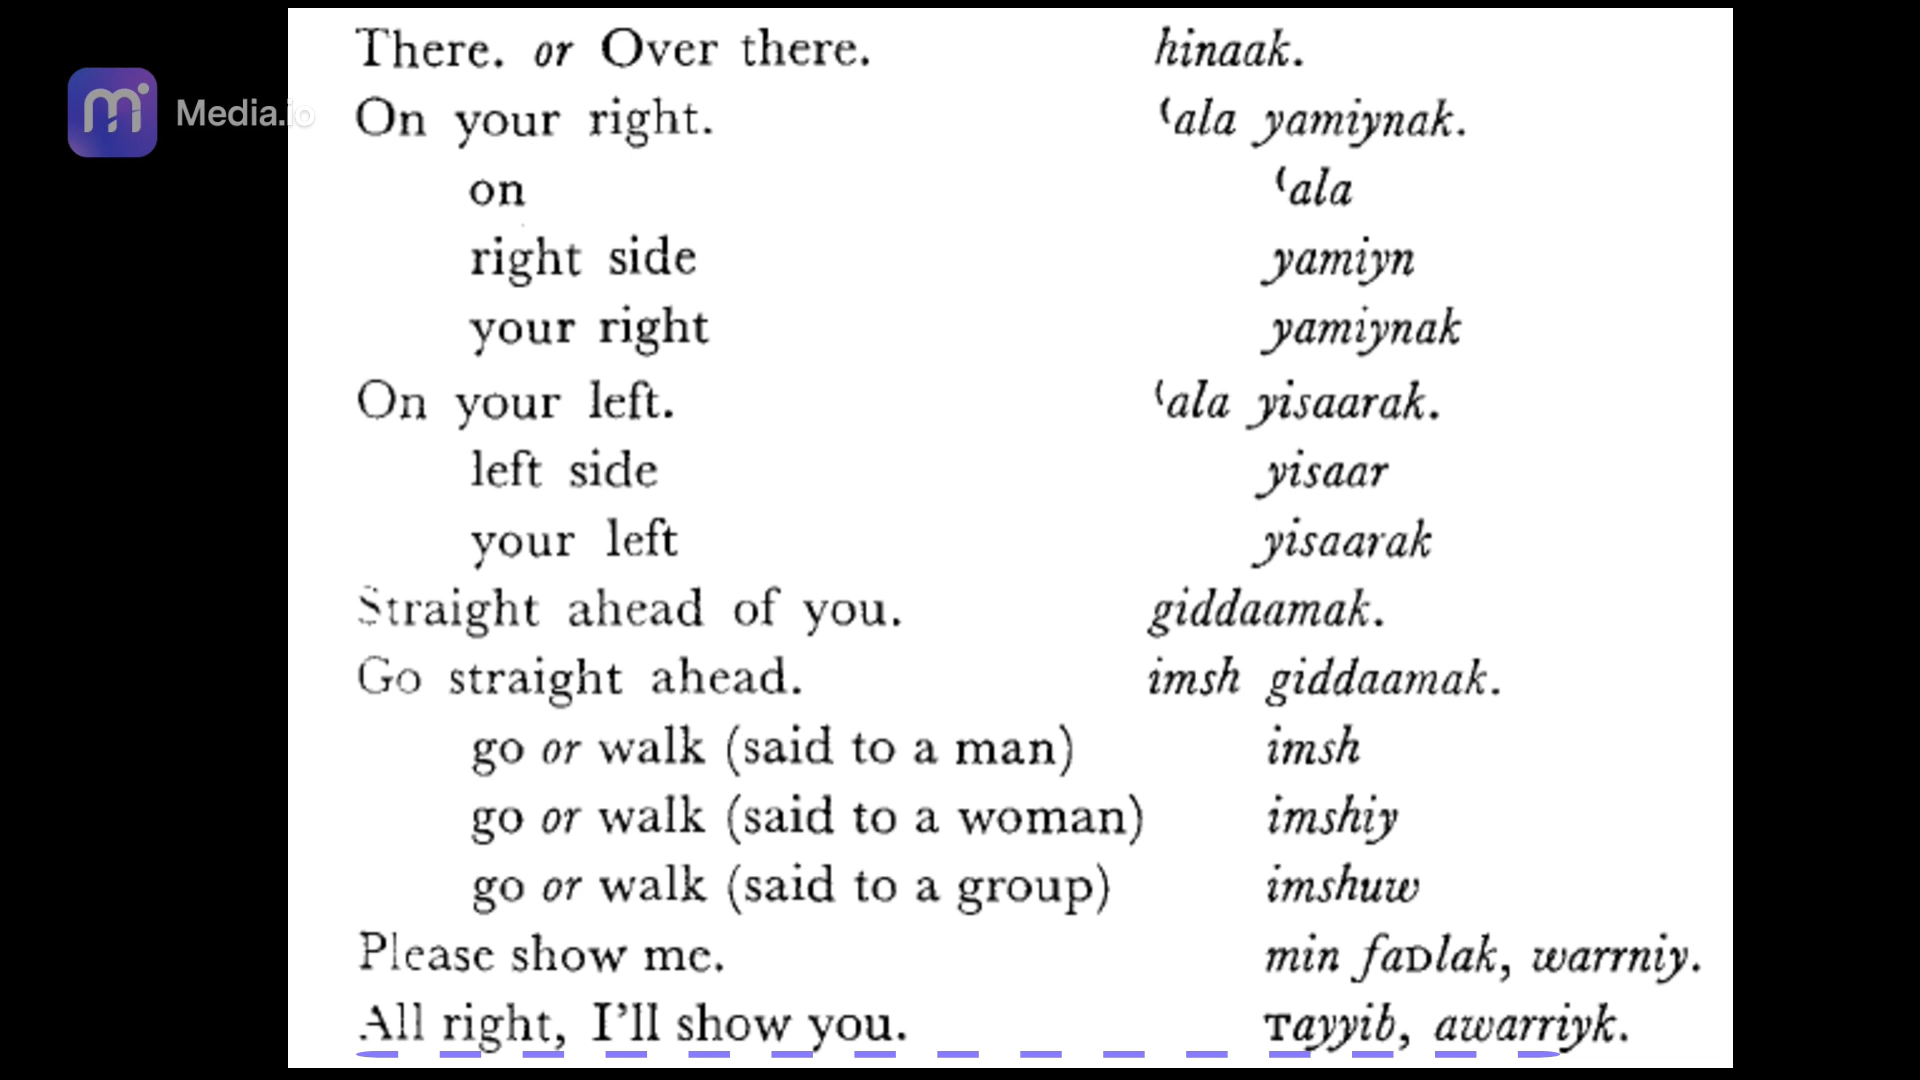 There. or Over there. hinaak.
Media.io
On your right. ʿala yamiynak.
on ʿala
right side yamiyn
your right yamiynak
On your left. ʿala yisaarak.
left side yisaar
your left yisaarak
Straight ahead of you. giddaamak.
Go straight ahead. imsh giddaamak.
go or walk (said to a man) imsh
go or walk (said to a woman) imshiy
go or walk (said to a group) imshuw
Please show me. min faᴅlak, warrniy.
All right, I’ll show you. ᴛayyib, awarriyk.